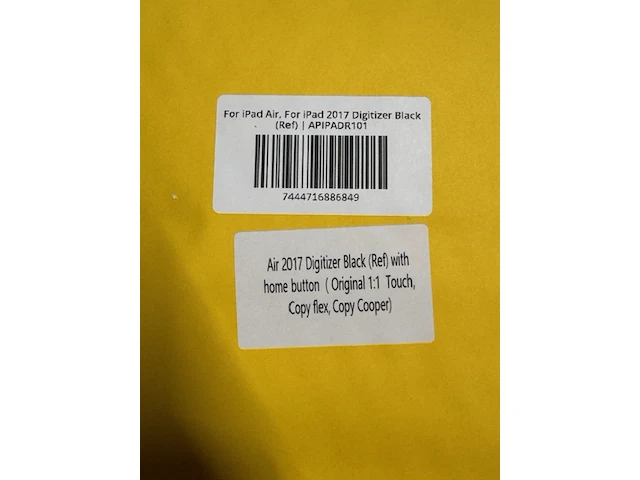 For iPad Air, For iPad 2017 Digitizer Black
(Ref) | APIPADR101
7444716886849
Air 2017 Digitizer Black (Ref) with
home button ( Original 1:1 Touch,
Copy flex, Copy Cooper)